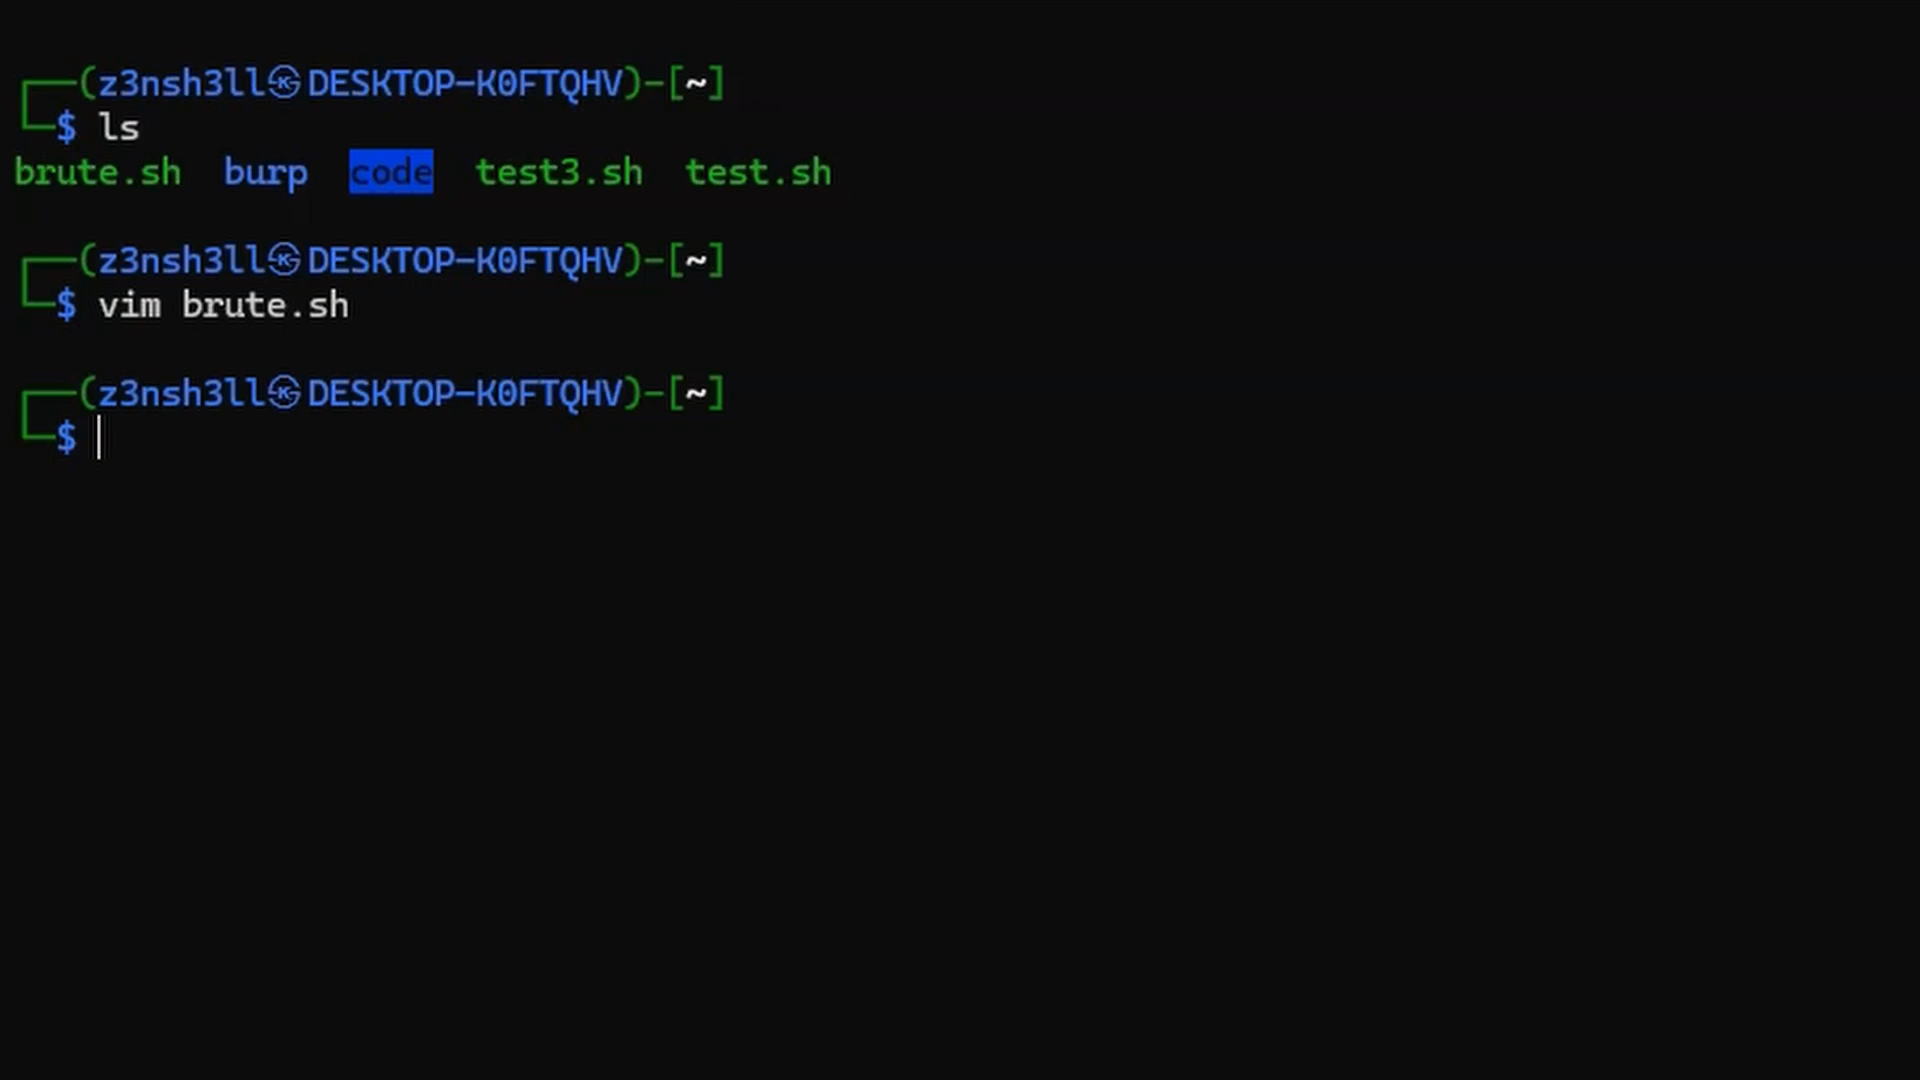 ┌──(z3nsh3ll㉿DESKTOP-K0FTQHV)-[~]
└─$ ls
brute.sh  burp  code  test3.sh  test.sh
┌──(z3nsh3ll㉿DESKTOP-K0FTQHV)-[~]
└─$ vim brute.sh
┌──(z3nsh3ll㉿DESKTOP-K0FTQHV)-[~]
└─$